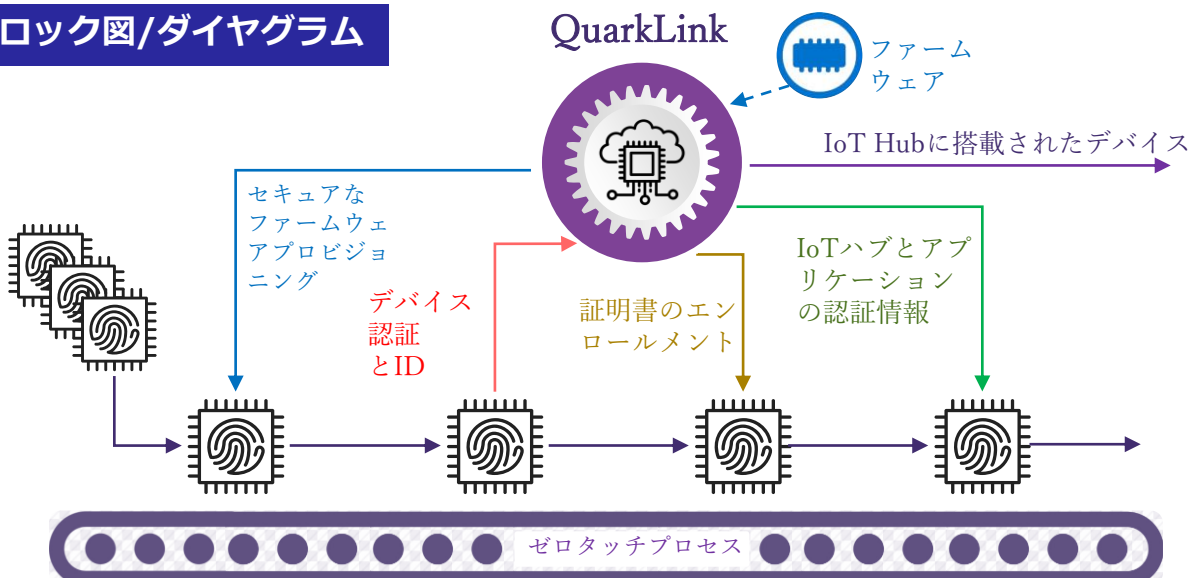 ロック図/ダイヤグラム
QuarkLink
ファーム
ウェア
IoT Hubに搭載されたデバイス
セキュアな
ファームウェ
アプロビジョ
ニング
デバイス
認証
とID
証明書のエン
ロールメント
IoTハブとアプ
リケーション
の認証情報
ゼロタッチプロセス